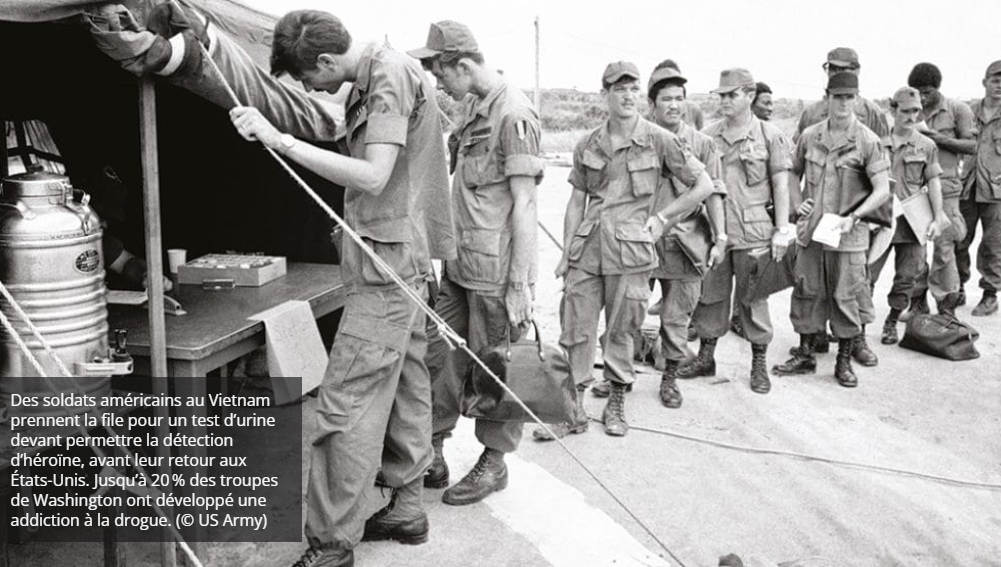 Des soldats américains au Vietnam
prennent la file pour un test d’urine
devant permettre la détection
d’héroïne, avant leur retour aux
États-Unis. Jusqu’à 20 % des troupes
de Washington ont développé une
addiction à la drogue. (© US Army)